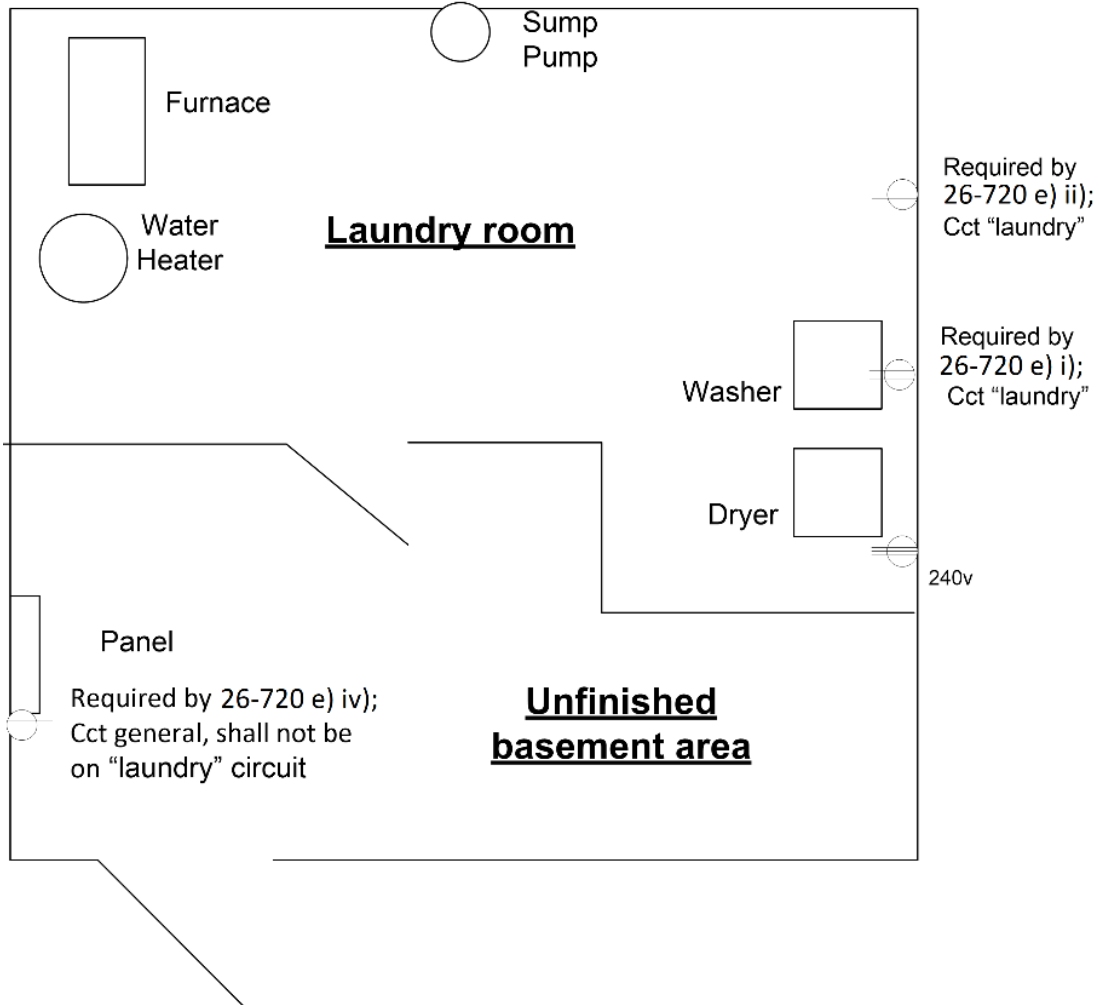 Sump
Pump
Furnace
Required by
26-720 e) ii);
Cct “laundry”
Water
Heater
Laundry room
Required by
26-720 e) i);
Cct “laundry”
Washer
Dryer
240v
Panel
Required by 26-720 e) iv);
Cct general, shall not be
on “laundry” circuit
Unfinished
basement area